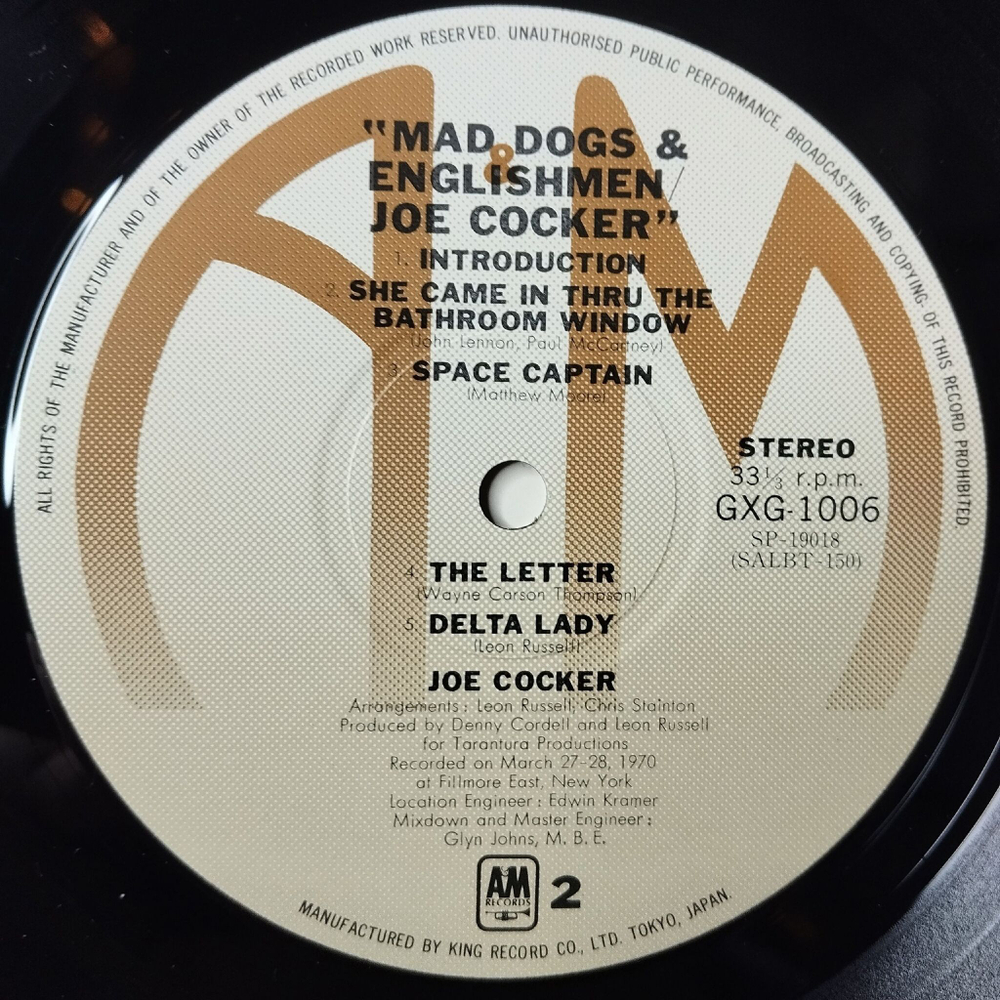 ALL RIGHTS OF THE MANUFACTURER AND OF THE OWNER OF THE RECORDED WORK RESERVED. UNAUTHORISED PUBLIC PERFORMANCE, BROADCASTING AND COPYING OF THIS RECORD PROHIBITED
&
"MAD DOGS &
ENGLISHMEN/
JOE COCKER"
1. INTRODUCTION
2. SHE CAME IN THRU THE
BATHROOM WINDOW
(John Lennon, Paul McCartney)
3. SPACE CAPTAIN
(Matthew Moore)
STEREO
33⅓ r.p.m.
GXG-1006
SP-19018
(SALBT-150)
4. THE LETTER
(Wayne Carson Thompson)
5. DELTA LADY
(Leon Russell)
JOE COCKER
Arrangements : Leon Russell, Chris Stainton
Produced by Denny Cordell and Leon Russell
for Tarantura Productions
Recorded on March 27-28, 1970
at Fillmore East, New York
Location Engineer : Edwin Kramer
Mixdown and Master Engineer :
Glyn Johns, M. B. E.
AM
RECORDS
2
MANUFACTURED BY KING RECORD CO., LTD. TOKYO, JAPAN.